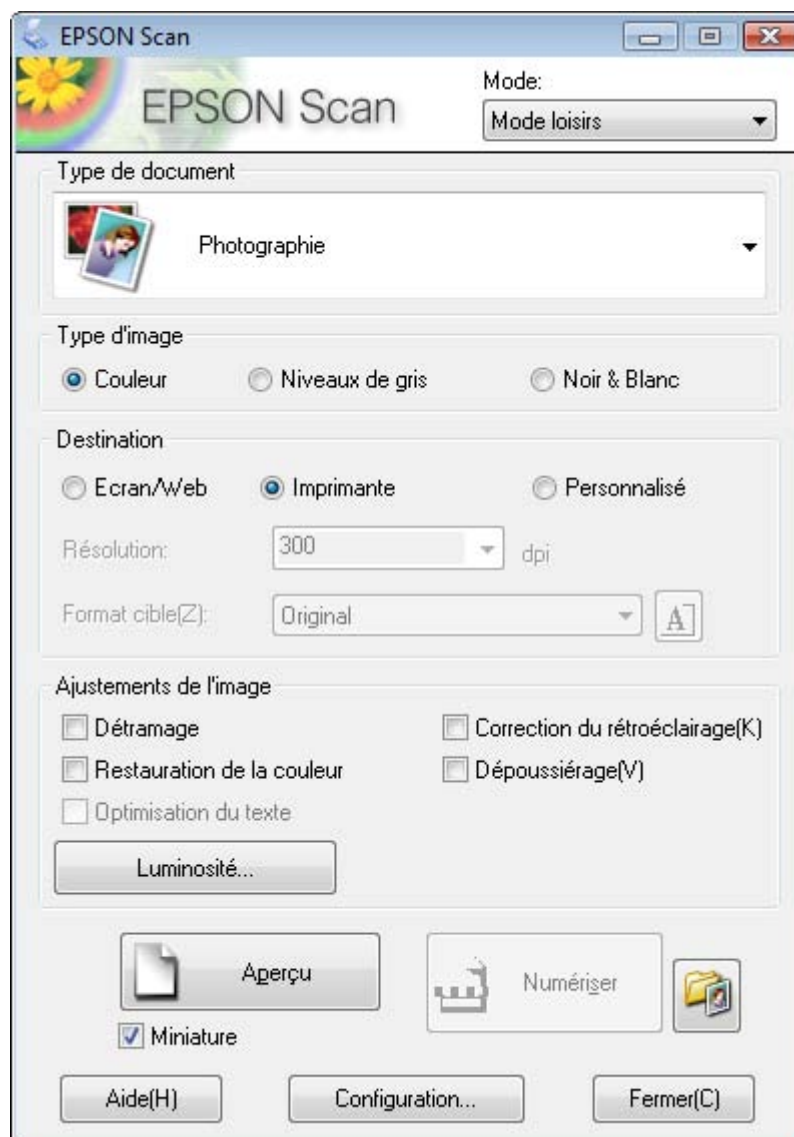 EPSON Scan
EPSON Scan
Mode:
Mode loisirs
Type de document
Photographie
Type d'image
Couleur
Niveaux de gris
Noir & Blanc
Destination
Ecran/Web
Imprimante
Personnalisé
Résolution:
300
dpi
Format cible(Z):
Original
A
Ajustements de l'image
Détramage
Correction du rétroéclairage(K)
Restauration de la couleur
Dépoussiérage(V)
Optimisation du texte
Luminosité...
Aperçu
Numériser
Miniature
Aide(H)
Configuration...
Fermer(C)